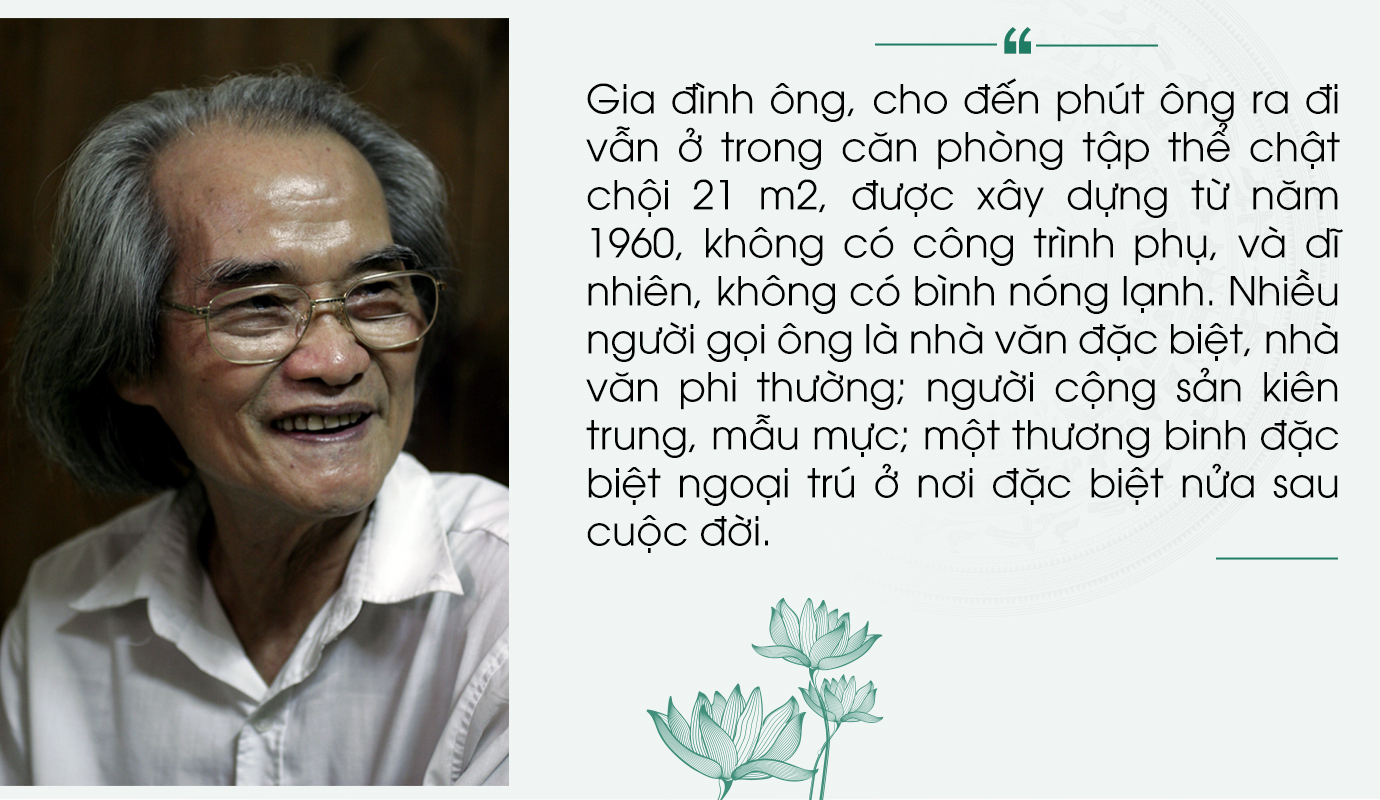 ❝
Gia đình ông, cho đến phút ông ra đi
vẫn ở trong căn phòng tập thể chật
chội 21 m2, được xây dựng từ năm
1960, không có công trình phụ, và dĩ
nhiên, không có bình nóng lạnh. Nhiều
người gọi ông là nhà văn đặc biệt, nhà
văn phi thường; người cộng sản kiên
trung, mẫu mực; một thương binh đặc
biệt ngoại trú ở nơi đặc biệt nửa sau
cuộc đời.